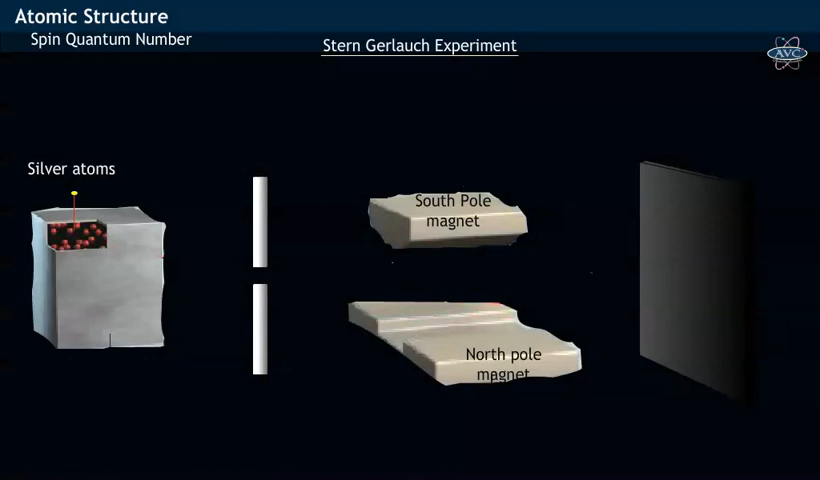 Atomic Structure
Spin Quantum Number
Stern Gerlauch Experiment
AVC
Silver atoms
South Pole
magnet
North pole
magnet